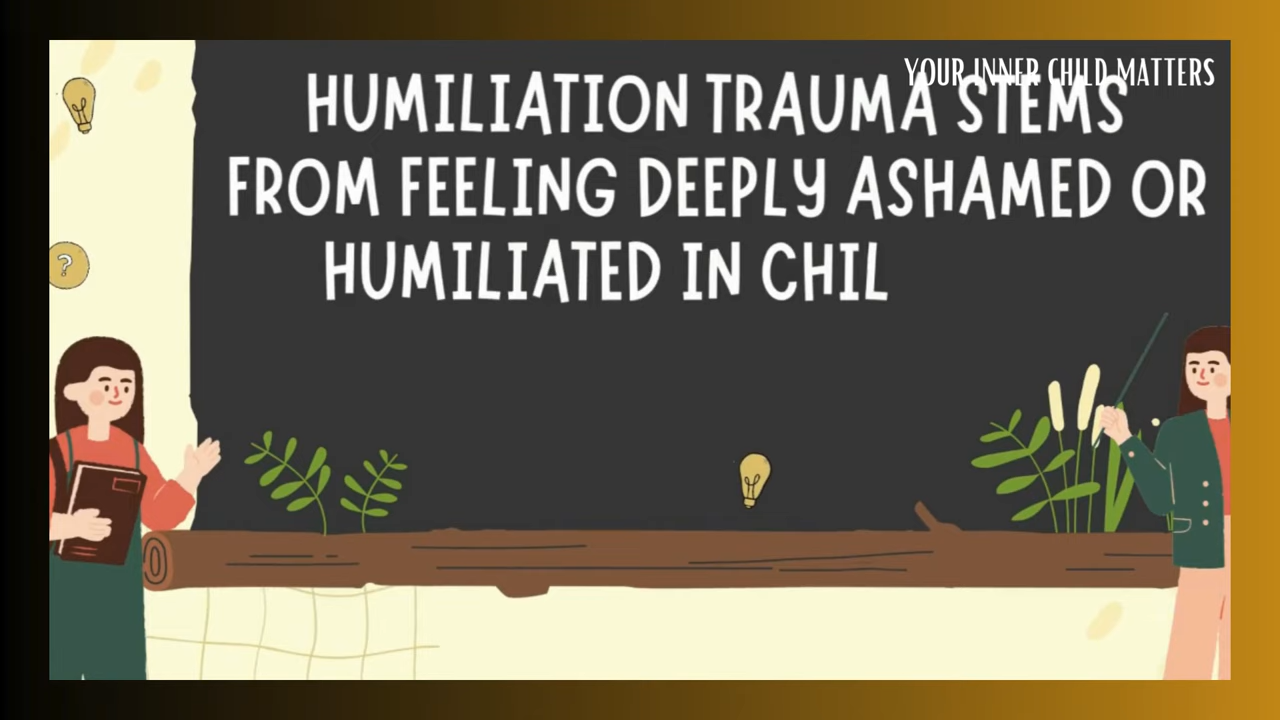 YOUR INNER CHILD MATTERS
HUMILIATION TRAUMA STEMS
FROM FEELING DEEPLY ASHAMED OR
HUMILIATED IN CHIL
?